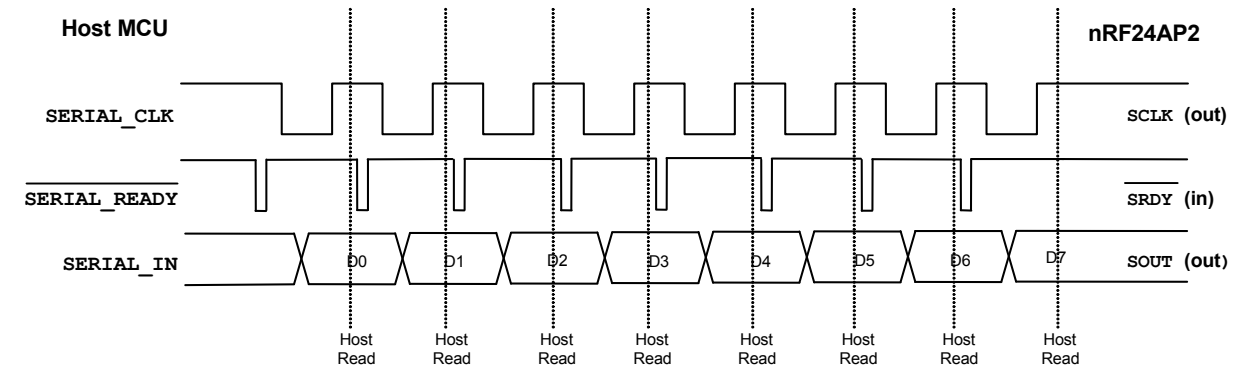 Host MCU
nRF24AP2
SERIAL_CLK
SCLK (out)
SERIAL_READY
SRDY (in)
SERIAL_IN
D0 D1 D2 D3 D4 D5 D6 D7
SOUT (out)
Host Host Host Host Host Host Host Host
Read Read Read Read Read Read Read Read